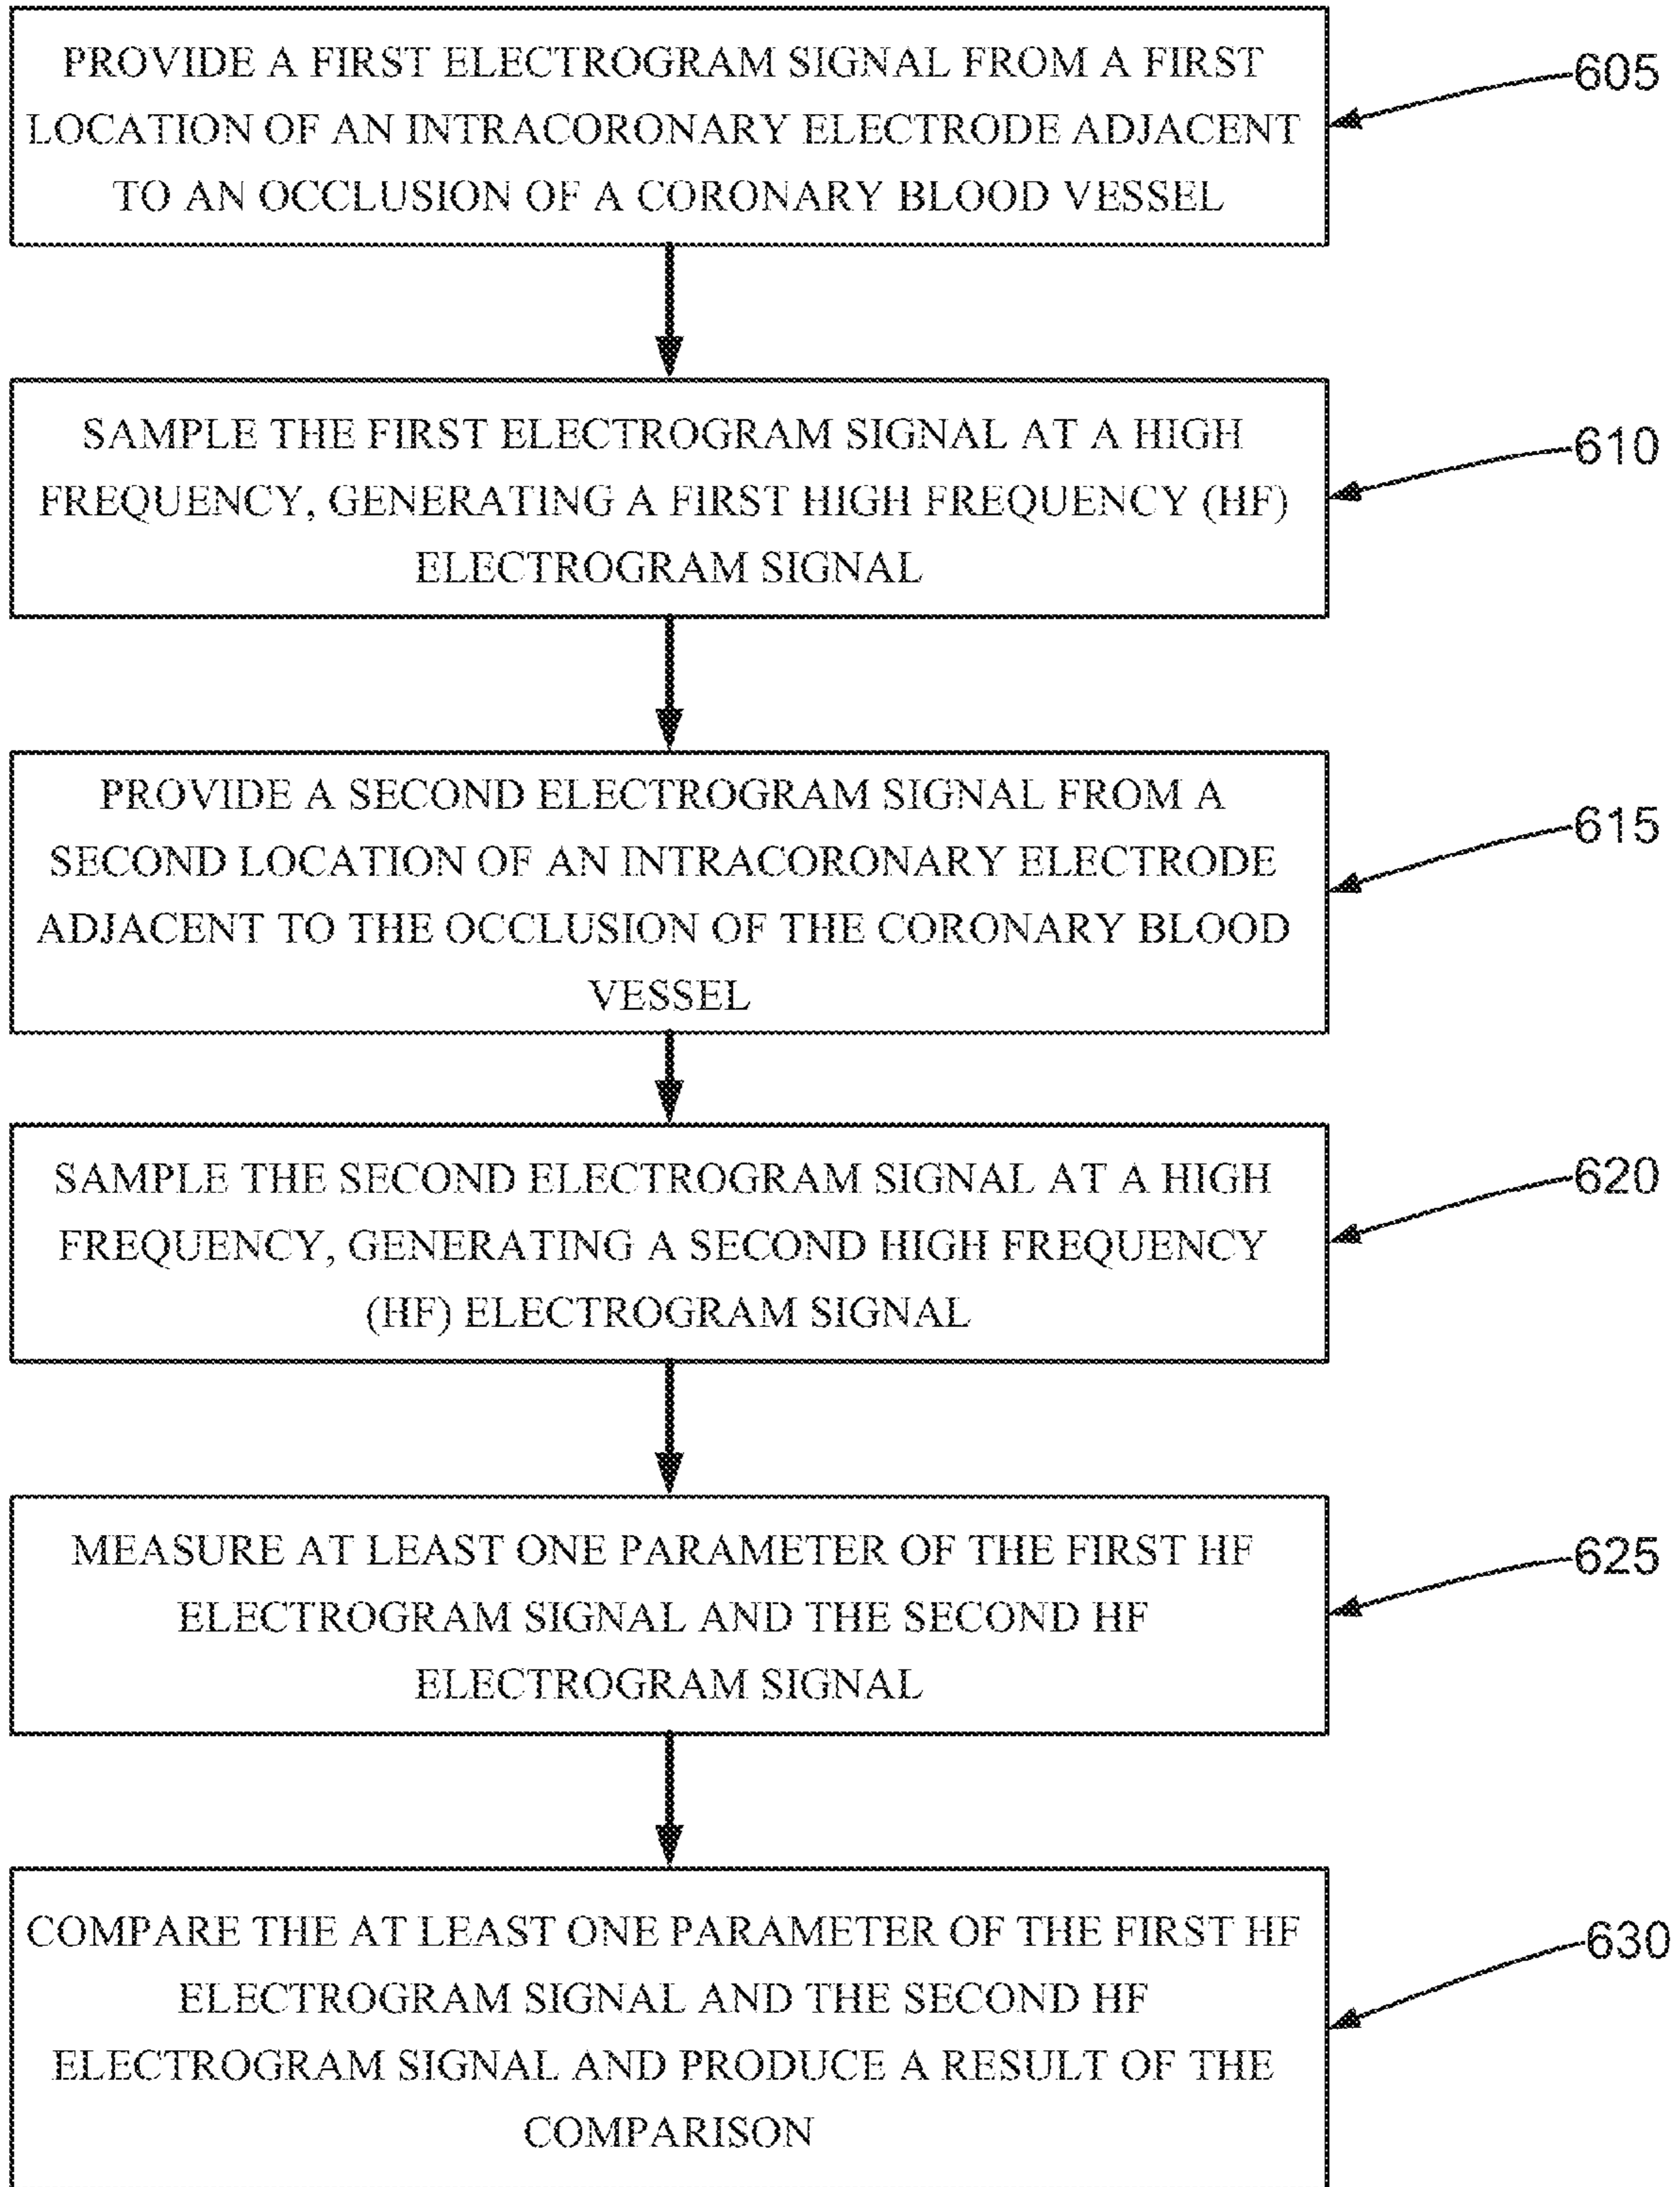 PROVIDE A FIRST ELECTROGRAM SIGNAL FROM A FIRST
LOCATION OF AN INTRACORONARY ELECTRODE ADJACENT
TO AN OCCLUSION OF A CORONARY BLOOD VESSEL
605
SAMPLE THE FIRST ELECTROGRAM SIGNAL AT A HIGH
FREQUENCY, GENERATING A FIRST HIGH FREQUENCY (HF)
ELECTROGRAM SIGNAL
610
PROVIDE A SECOND ELECTROGRAM SIGNAL FROM A
SECOND LOCATION OF AN INTRACORONARY ELECTRODE
ADJACENT TO THE OCCLUSION OF THE CORONARY BLOOD
VESSEL
615
SAMPLE THE SECOND ELECTROGRAM SIGNAL AT A HIGH
FREQUENCY, GENERATING A SECOND HIGH FREQUENCY
(HF) ELECTROGRAM SIGNAL
620
MEASURE AT LEAST ONE PARAMETER OF THE FIRST HF
ELECTROGRAM SIGNAL AND THE SECOND HF
ELECTROGRAM SIGNAL
625
COMPARE THE AT LEAST ONE PARAMETER OF THE FIRST HF
ELECTROGRAM SIGNAL AND THE SECOND HF
ELECTROGRAM SIGNAL AND PRODUCE A RESULT OF THE
COMPARISON
630